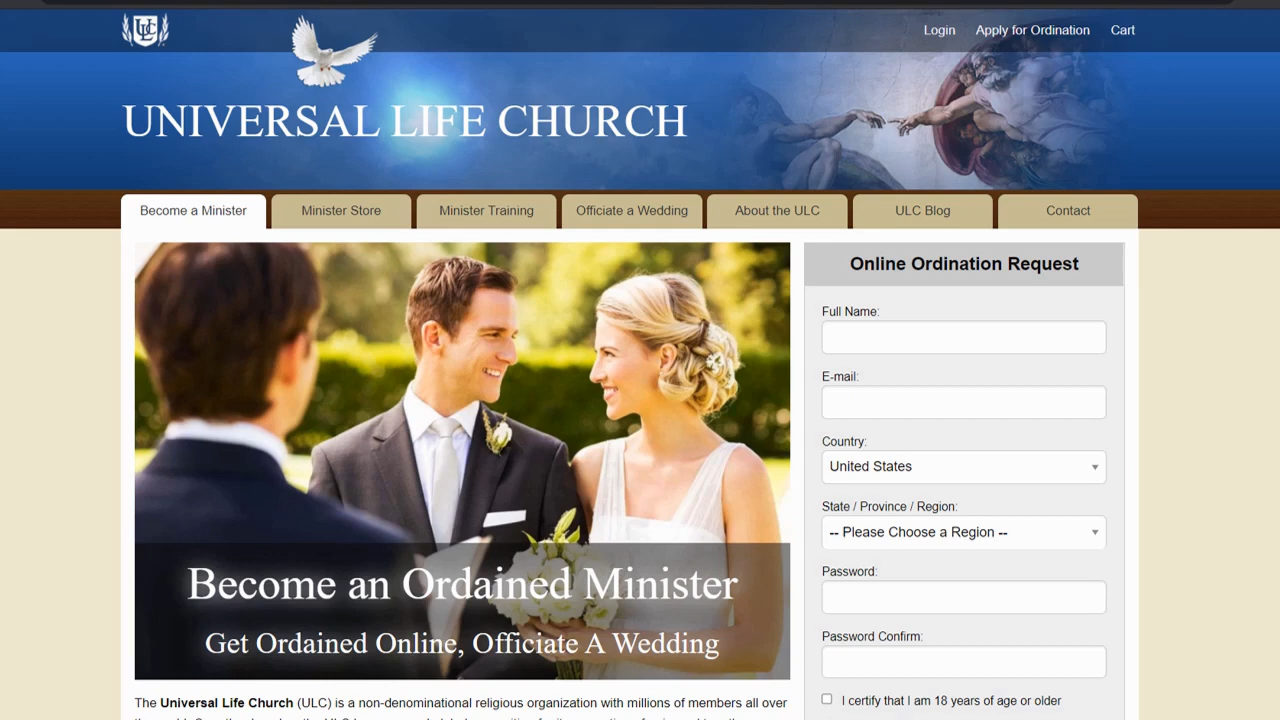 ULC
Login
Apply for Ordination
Cart
UNIVERSAL LIFE CHURCH
Become a Minister
Minister Store
Minister Training
Officiate a Wedding
About the ULC
ULC Blog
Contact
Become an Ordained Minister
Get Ordained Online, Officiate A Wedding
The Universal Life Church (ULC) is a non-denominational religious organization with millions of members all over
Online Ordination Request
Full Name:
E-mail:
Country:
United States
State / Province / Region:
-- Please Choose a Region --
Password:
Password Confirm:
I certify that I am 18 years of age or older